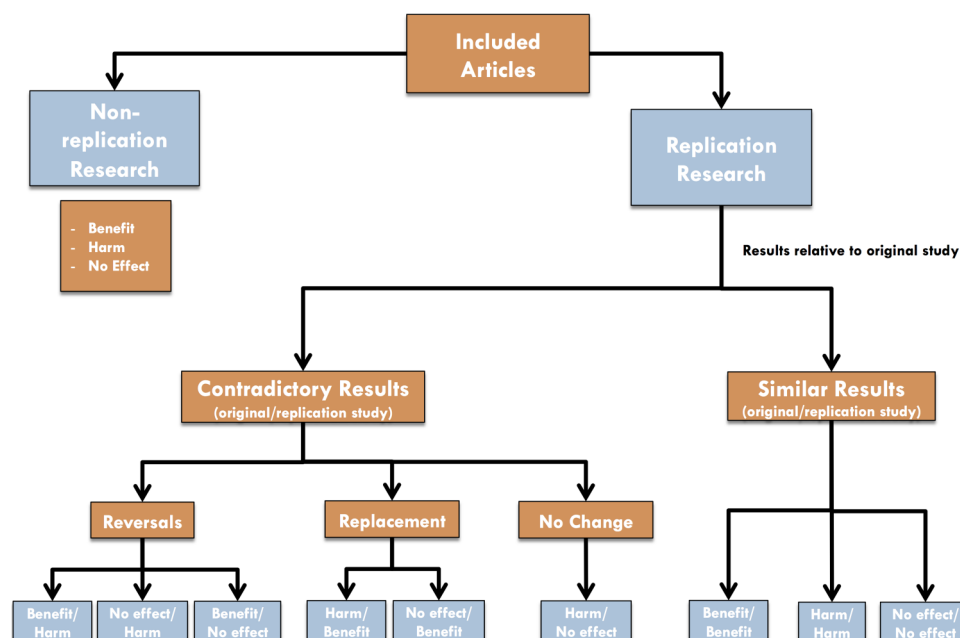 Included
Articles
Non-
replication
Research
Replication
Research
- Benefit
- Harm
- No Effect
Results relative to original study
Contradictory Results
(original/replication study)
Similar Results
(original/replication study)
Reversals
Replacement
No Change
Benefit/
Harm
No effect/
Harm
Benefit/
No effect
Harm/
Benefit
No effect/
Benefit
Harm/
No effect
Benefit/
Benefit
Harm/
Harm
No effect/
No effect